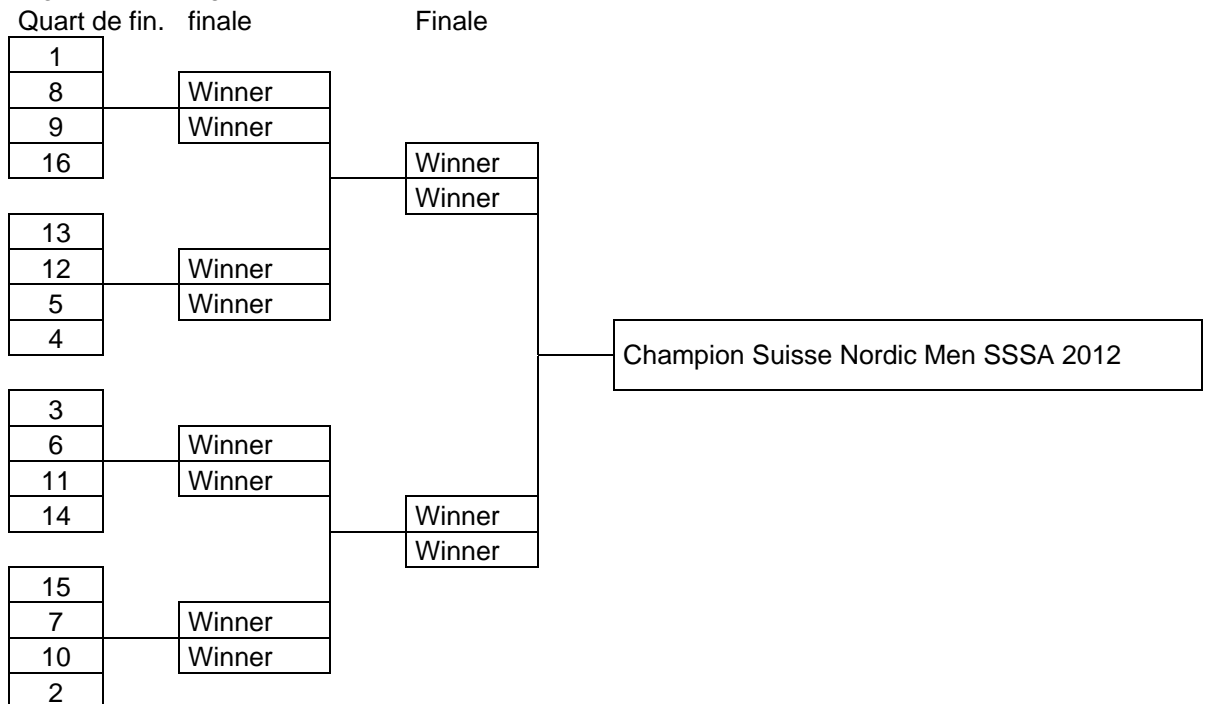 Quart de fin. finale Finale
1
8 Winner
9 Winner
16 Winner
Winner
13
12 Winner
5 Winner
4
Champion Suisse Nordic Men SSSA 2012
3
6 Winner
11 Winner
14 Winner
Winner
15
7 Winner
10 Winner
2